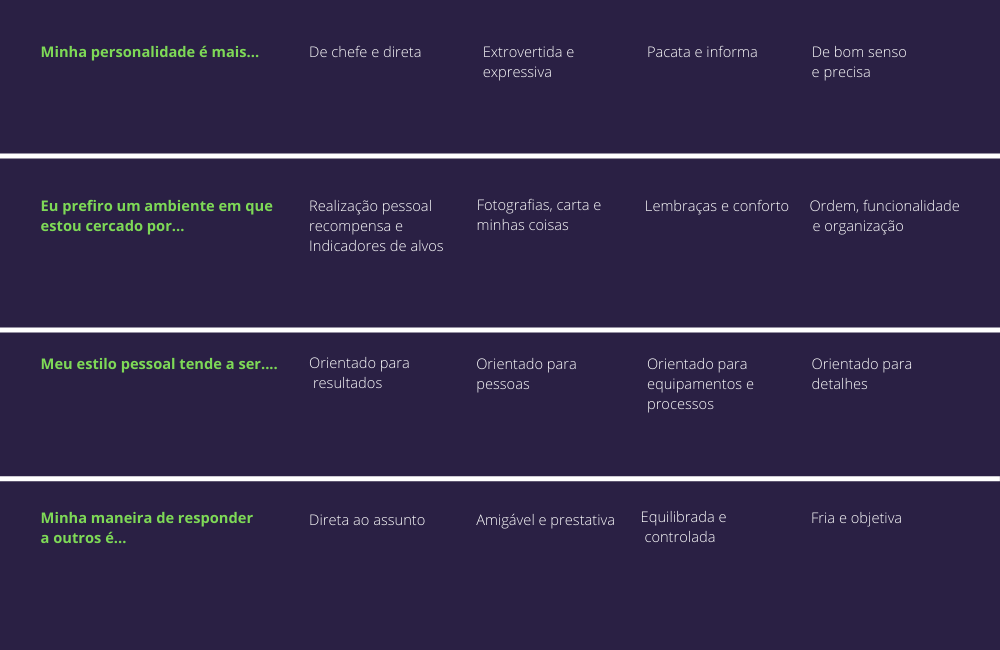 Minha personalidade é mais...
De chefe e direta
Extrovertida e
expressiva
Pacata e informa
De bom senso
e precisa
Eu prefiro um ambiente em que
estou cercado por...
Realização pessoal
recompensa e
Indicadores de alvos
Fotografias, carta e
minhas coisas
Lembraças e conforto
Ordem, funcionalidade
e organização
Meu estilo pessoal tende a ser....
Orientado para
resultados
Orientado para
pessoas
Orientado para
equipamentos e
processos
Orientado para
detalhes
Minha maneira de responder
a outros é...
Direta ao assunto
Amigável e prestativa
Equilibrada e
controlada
Fria e objetiva